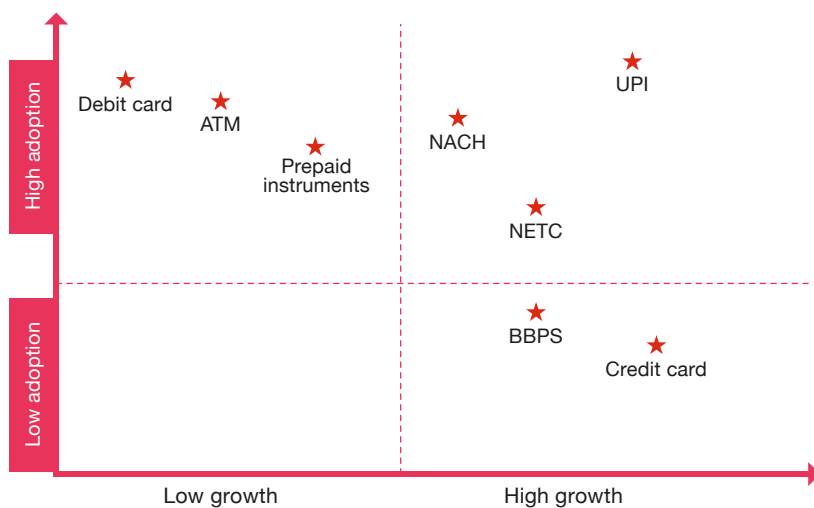 High adoption
Debit card
ATM
Prepaid
instruments
NACH
UPI
NETC
Low adoption
BBPS
Credit card
Low growth
High growth